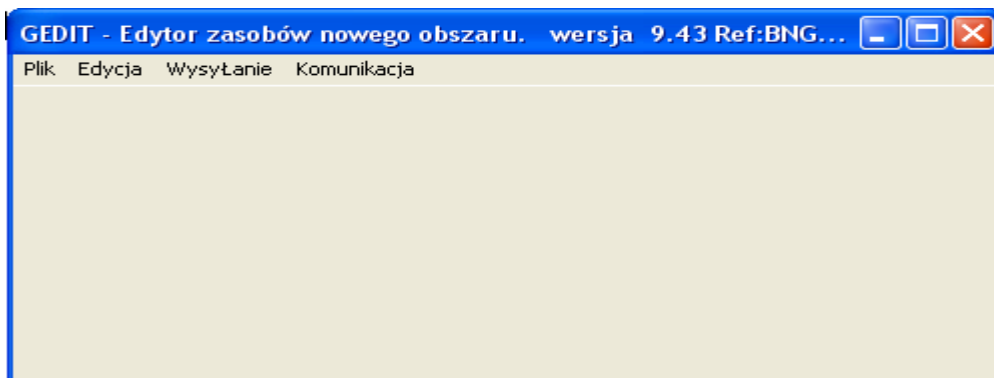 GEDIT - Edytor zasobów nowego obszaru. wersja 9.43 Ref:BNG...
Plik Edycja Wysyłanie Komunikacja